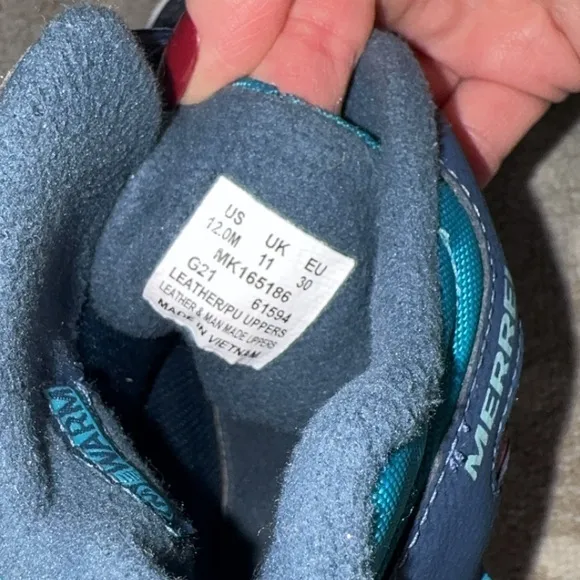 US UK EU
12.0M 11 30
MK165186
G21 61594
LEATHER/PU UPPERS
LEATHER & MAN MADE UPPERS
MADE IN VIETNAM
MERRE
WARM